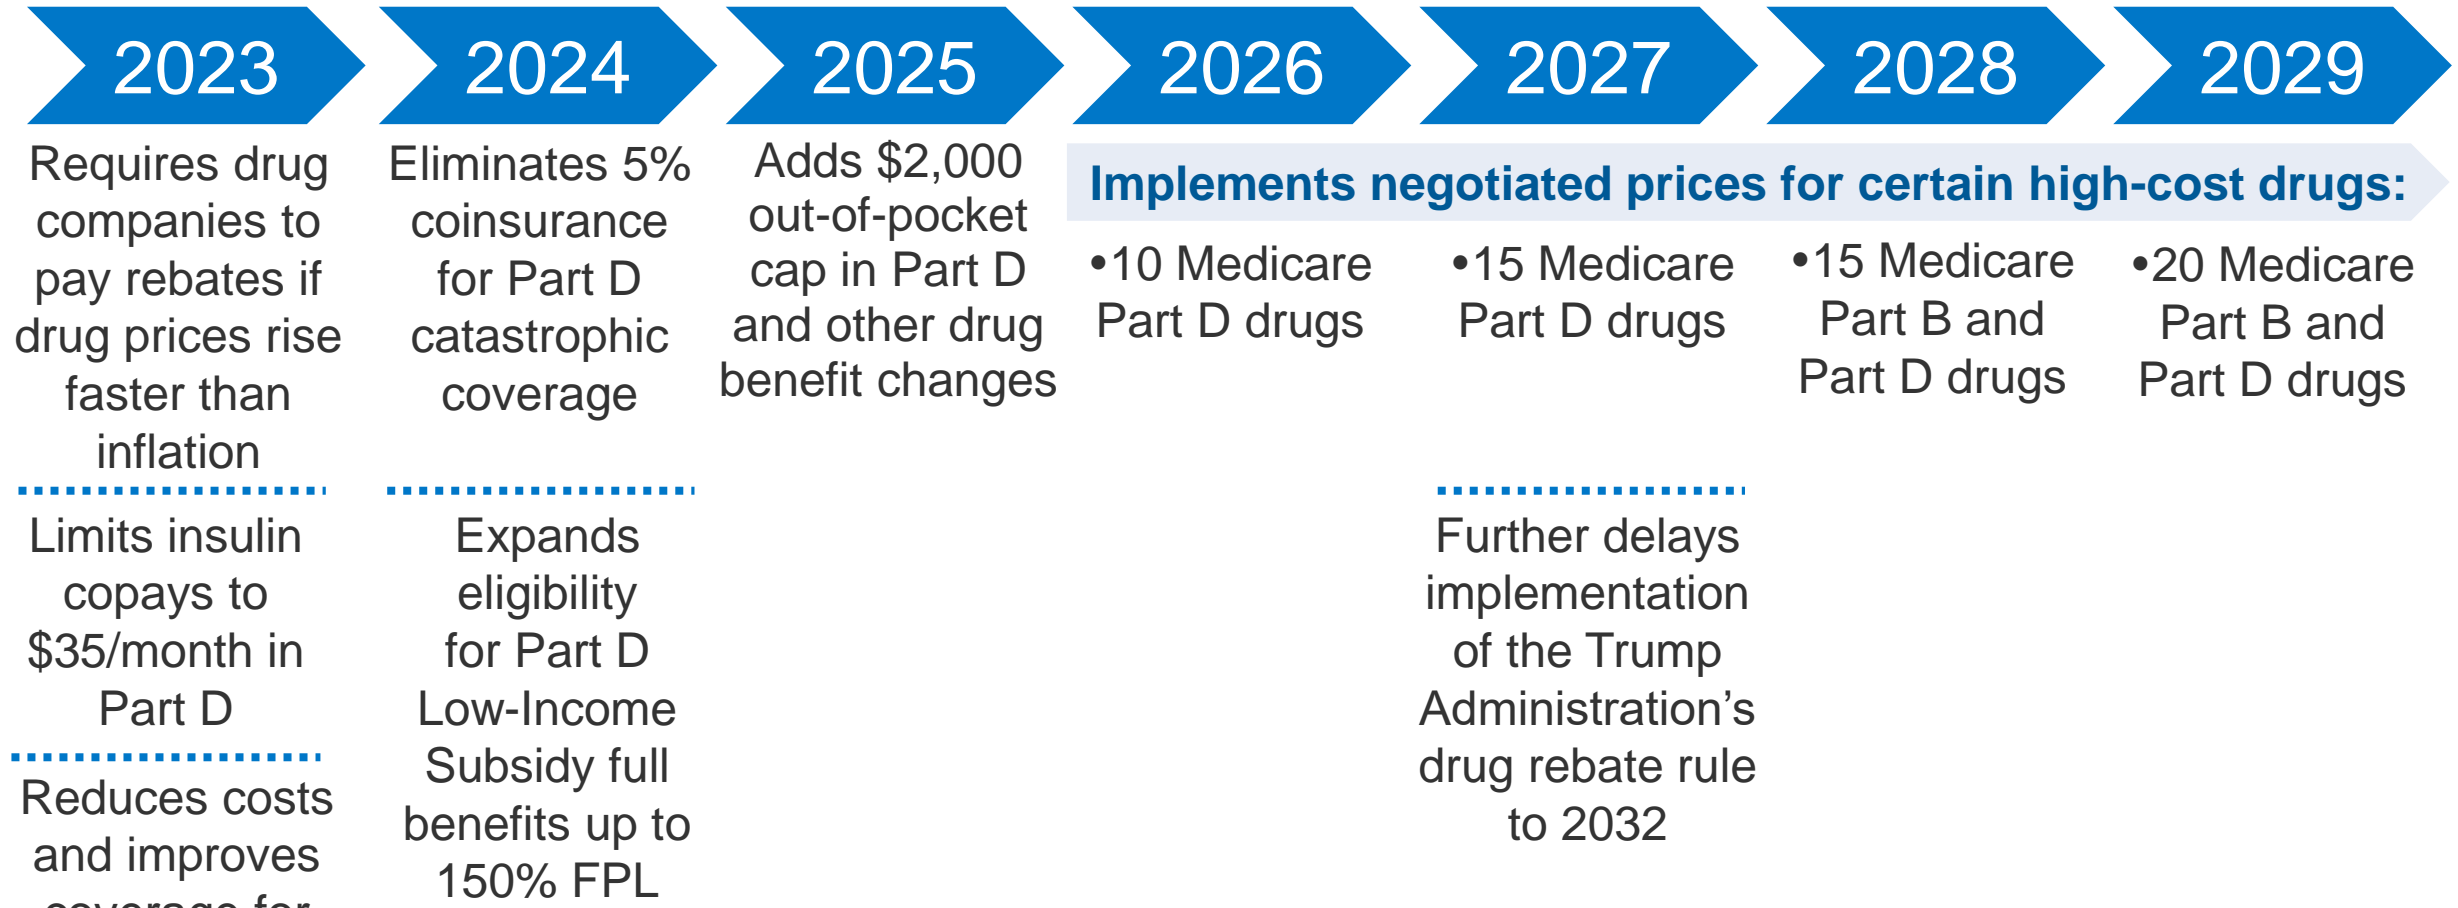 2023
2024
2025
2026
2027
2028
2029
Requires drug
companies to
pay rebates if
drug prices rise
faster than
inflation
Limits insulin
copays to
$35/month in
Part D
Reduces costs
and improves
coverage for
Eliminates 5%
coinsurance
for Part D
catastrophic
coverage
Expands
eligibility
for Part D
Low-Income
Subsidy full
benefits up to
150% FPL
Adds $2,000
out-of-pocket
cap in Part D
and other drug
benefit changes
Implements negotiated prices for certain high-cost drugs:
•10 Medicare
Part D drugs
•15 Medicare
Part D drugs
Further delays
implementation
of the Trump
Administration’s
drug rebate rule
to 2032
•15 Medicare
Part B and
Part D drugs
•20 Medicare
Part B and
Part D drugs